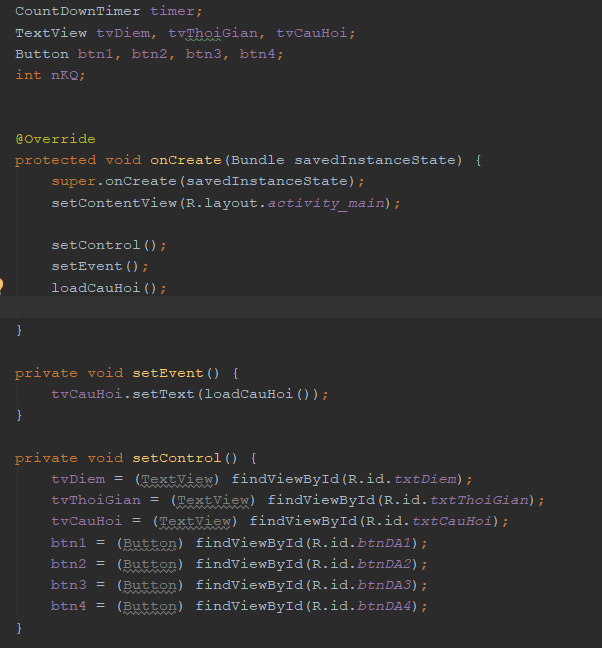 CountDownTimer timer;
TextView tvDiem, tvThoiGian, tvCauHoi;
Button btn1, btn2, btn3, btn4;
int nKQ;
@Override
protected void onCreate(Bundle savedInstanceState) {
super.onCreate(savedInstanceState);
setContentView(R.layout.activity_main);
setControl();
setEvent();
loadCauHoi();
}
private void setEvent() {
tvCauHoi.setText(loadCauHoi());
}
private void setControl() {
tvDiem = (TextView) findViewById(R.id.txtDiem);
tvThoiGian = (TextView) findViewById(R.id.txtThoiGian);
tvCauHoi = (TextView) findViewById(R.id.txtCauHoi);
btn1 = (Button) findViewById(R.id.btnDA1);
btn2 = (Button) findViewById(R.id.btnDA2);
btn3 = (Button) findViewById(R.id.btnDA3);
btn4 = (Button) findViewById(R.id.btnDA4);
}